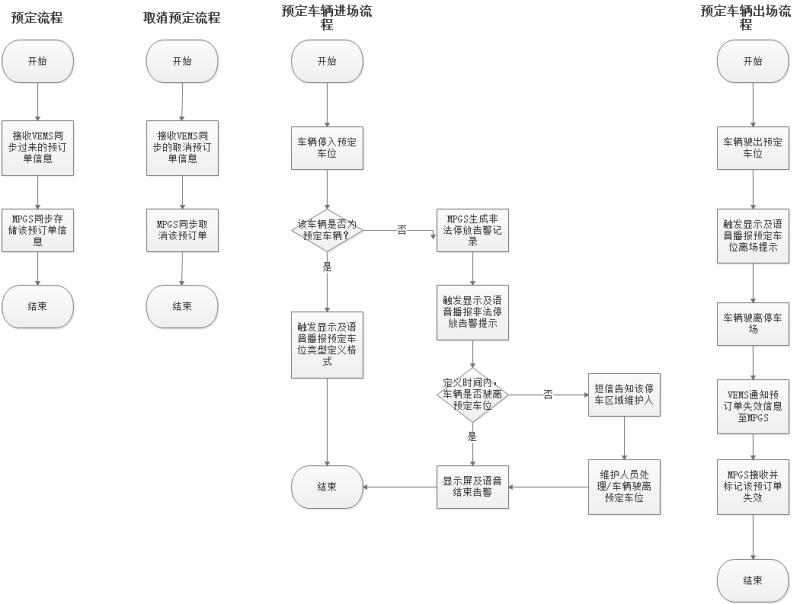 预定流程
开始
接收VEMS同
步过来的预订
单信息
MPGS同步存
储该预订单信
息
结束
取消预定流程
开始
接收VEMS同
步的取消预订
单信息
MPGS同步取
消该预订单
结束
预定车辆进场流
程
开始
车辆停入预定
车位
该车辆是否为
预定车辆?
否
是
触发显示及语
音播报预定车
位类型定义格
式
结束
MPGS生成非
法停放告警记
录
触发显示及语
音播报非法停
放告警提示
定义时间内，
车辆是否驶离
预定车位
否
是
显示屏及语音
结束告警
短信告知该停
车区域维护人
维护人员处
理/车辆驶离
预定车位
预定车辆出场流
程
开始
车辆驶出预定
车位
触发显示及语
音播报预定车
位离场提示
车辆驶离停车
场
VEMS通知预
订单失效信息
至MPGS
MPGS接收并
标记该预订单
失效
结束